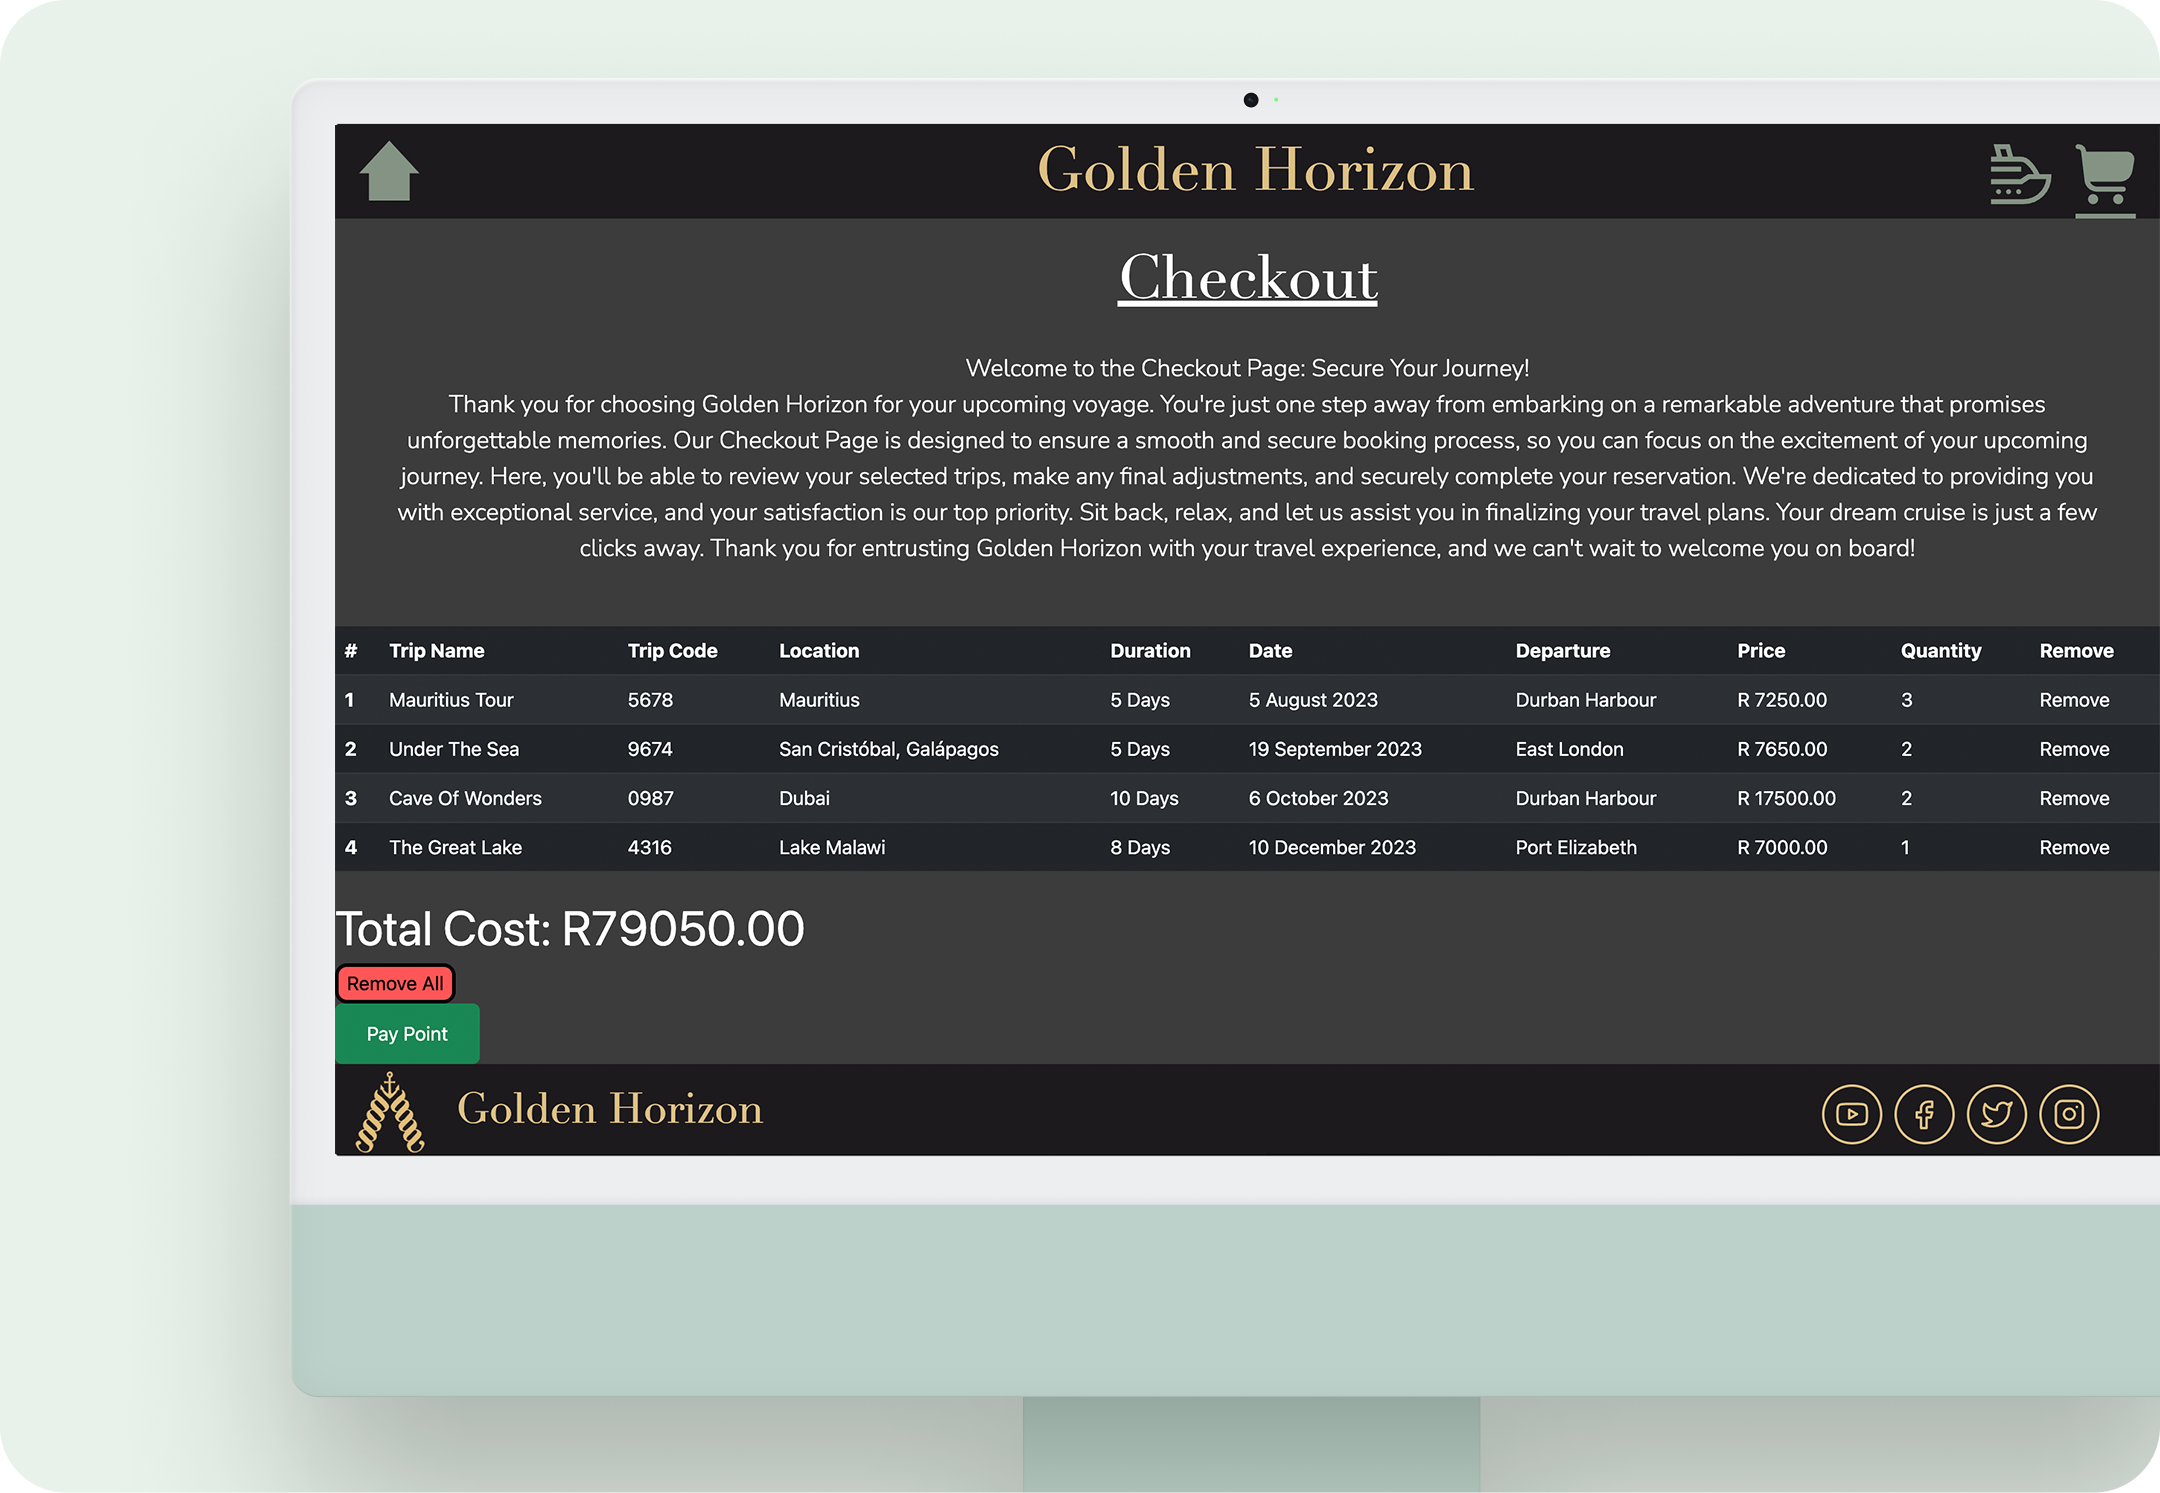 Golden Horizon
Checkout
Welcome to the Checkout Page: Secure Your Journey!
Thank you for choosing Golden Horizon for your upcoming voyage. You're just one step away from embarking on a remarkable adventure that promises
unforgettable memories. Our Checkout Page is designed to ensure a smooth and secure booking process, so you can focus on the excitement of your upcoming
journey. Here, you'll be able to review your selected trips, make any final adjustments, and securely complete your reservation. We're dedicated to providing you
with exceptional service, and your satisfaction is our top priority. Sit back, relax, and let us assist you in finalizing your travel plans. Your dream cruise is just a few
clicks away. Thank you for entrusting Golden Horizon with your travel experience, and we can't wait to welcome you on board!
# Trip Name Trip Code Location Duration Date Departure Price Quantity Remove
1 Mauritius Tour 5678 Mauritius 5 Days 5 August 2023 Durban Harbour R 7250.00 3 Remove
2 Under The Sea 9674 San Cristóbal, Galápagos 5 Days 19 September 2023 East London R 7650.00 2 Remove
3 Cave Of Wonders 0987 Dubai 10 Days 6 October 2023 Durban Harbour R 17500.00 2 Remove
4 The Great Lake 4316 Lake Malawi 8 Days 10 December 2023 Port Elizabeth R 7000.00 1 Remove
Total Cost: R79050.00
Remove All
Pay Point
Golden Horizon